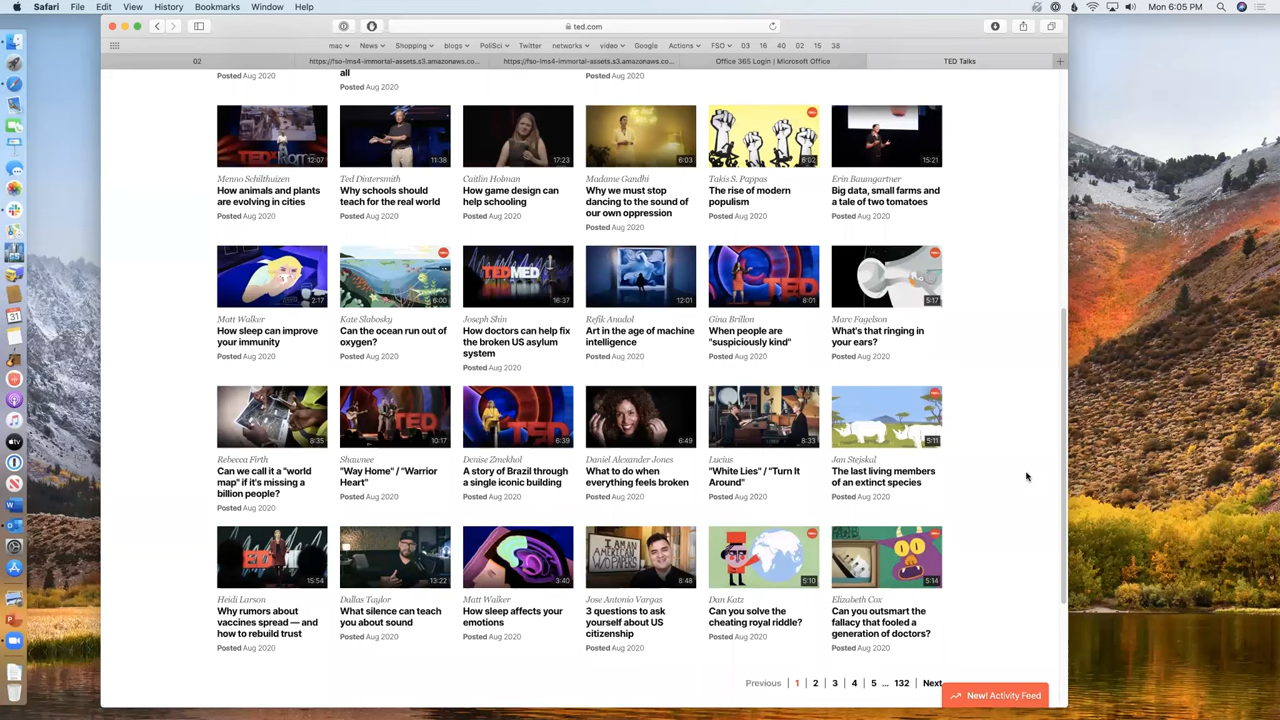 Safari File Edit View History Bookmarks Window Help
Mon 6:05 PM
ted.com
mac News Shopping blogs PoliSci Twitter networks video Google Actions FSO 03 16 40 02 15 38
02 https://fso-lms4-immortal-assets.s3.amazonaws.co... https://fso-lms4-immortal-assets.s3.amazonaws.co... Office 365 Login | Microsoft Office TED Talks
all
Posted Aug 2020
Posted Aug 2020
Posted Aug 2020
12:07 11:38 17:23 6:03 6:02 15:21
Menno Schilthuizen
How animals and plants
are evolving in cities
Posted Aug 2020
Ted Dintersmith
Why schools should
teach for the real world
Posted Aug 2020
Caitlin Holman
How game design can
help schooling
Posted Aug 2020
Madame Gandhi
Why we must stop
dancing to the sound of
our own oppression
Posted Aug 2020
Takis S. Pappas
The rise of modern
populism
Posted Aug 2020
Erin Baumgartner
Big data, small farms and
a tale of two tomatoes
Posted Aug 2020
TEDMED
TED
2:17 6:00 16:37 12:01 8:01 5:17
Matt Walker
How sleep can improve
your immunity
Posted Aug 2020
Kate Slabosky
Can the ocean run out of
oxygen?
Posted Aug 2020
Joseph Shin
How doctors can help fix
the broken US asylum
system
Posted Aug 2020
Refik Anadol
Art in the age of machine
intelligence
Posted Aug 2020
Gina Brillon
When people are
"suspiciously kind"
Posted Aug 2020
Marc Fagelson
What's that ringing in
your ears?
Posted Aug 2020
TED
TED
8:35 10:17 6:39 6:49 8:33 5:11
Rebecca Firth
Can we call it a "world
map" if it's missing a
billion people?
Posted Aug 2020
Shawnee
"Way Home" / "Warrior
Heart"
Posted Aug 2020
Denise Zmekhol
A story of Brazil through
a single iconic building
Posted Aug 2020
Daniel Alexander Jones
What to do when
everything feels broken
Posted Aug 2020
Lucius
"White Lies" / "Turn It
Around"
Posted Aug 2020
Jan Stejskal
The last living members
of an extinct species
Posted Aug 2020
I AM AN
AMERICAN
W/O PAPERS
15:54 13:22 3:40 8:48 5:10 5:14
Heidi Larson
Why rumors about
vaccines spread — and
how to rebuild trust
Posted Aug 2020
Dallas Taylor
What silence can teach
you about sound
Posted Aug 2020
Matt Walker
How sleep affects your
emotions
Posted Aug 2020
Jose Antonio Vargas
3 questions to ask
yourself about US
citizenship
Posted Aug 2020
Dan Katz
Can you solve the
cheating royal riddle?
Posted Aug 2020
Elizabeth Cox
Can you outsmart the
fallacy that fooled a
generation of doctors?
Posted Aug 2020
Previous 1 2 3 4 5 ... 132 Next
New! Activity Feed